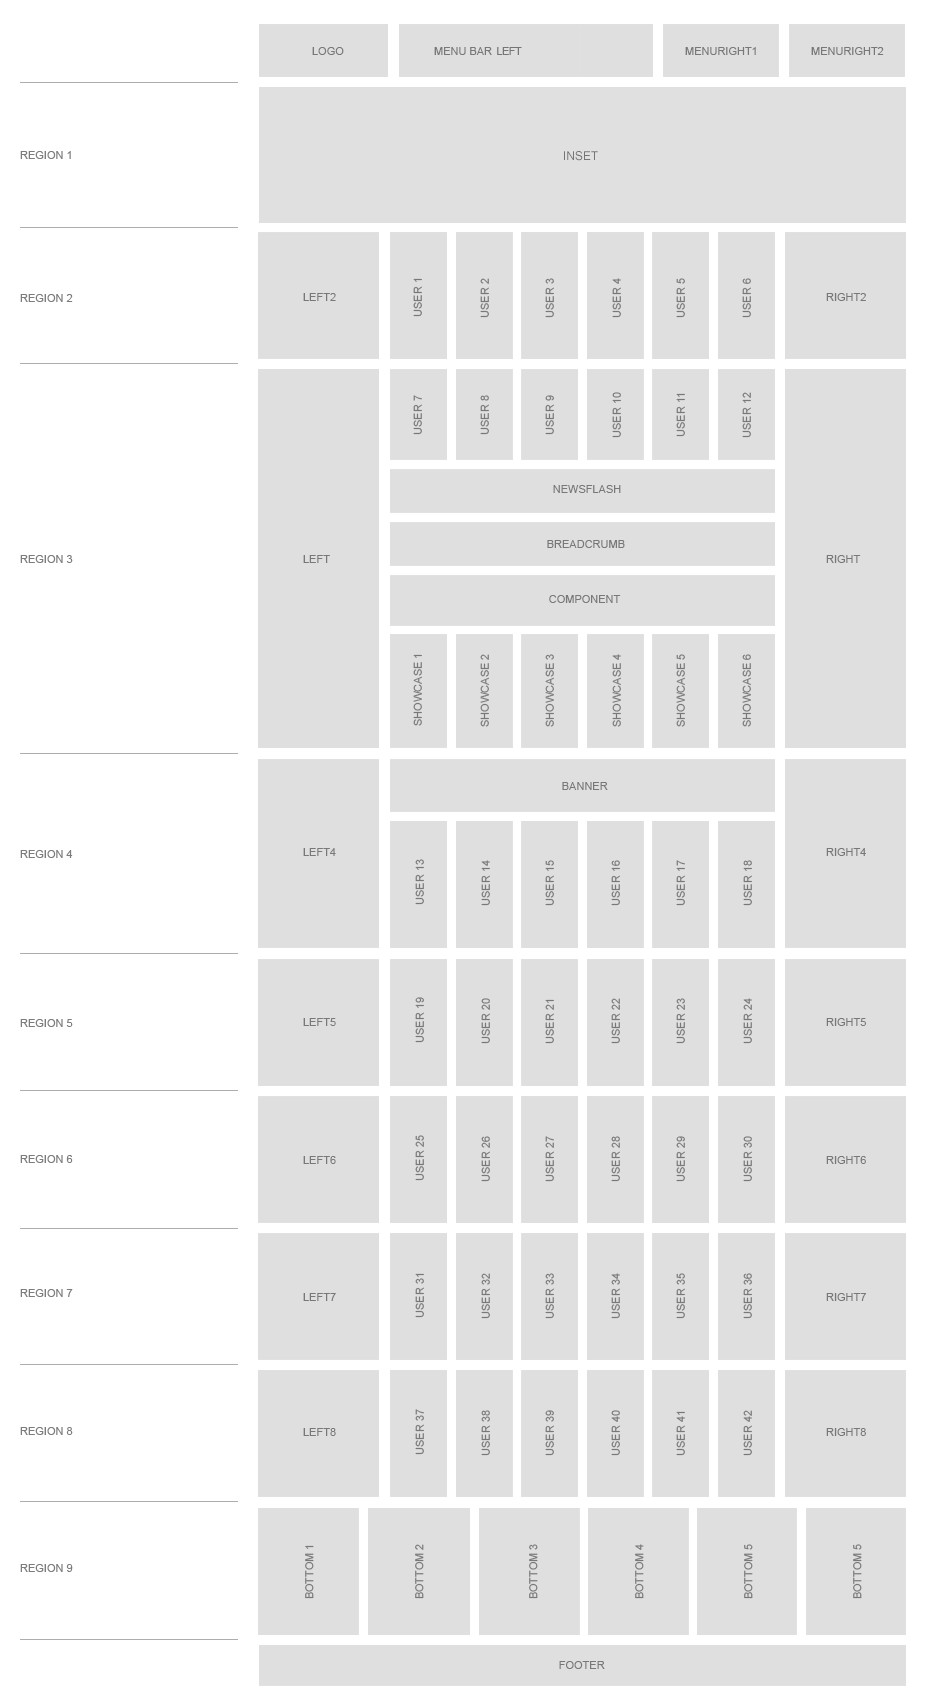 LOGO
MENU BAR LEFT
MENURIGHT1
MENURIGHT2
REGION 1
INSET
REGION 2
LEFT2
USER 1
USER 2
USER 3
USER 4
USER 5
USER 6
RIGHT2
REGION 3
LEFT
USER 7
USER 8
USER 9
USER 10
USER 11
USER 12
NEWSFLASH
BREADCRUMB
COMPONENT
SHOWCASE 1
SHOWCASE 2
SHOWCASE 3
SHOWCASE 4
SHOWCASE 5
SHOWCASE 6
RIGHT
REGION 4
LEFT4
BANNER
USER 13
USER 14
USER 15
USER 16
USER 17
USER 18
RIGHT4
REGION 5
LEFT5
USER 19
USER 20
USER 21
USER 22
USER 23
USER 24
RIGHT5
REGION 6
LEFT6
USER 25
USER 26
USER 27
USER 28
USER 29
USER 30
RIGHT6
REGION 7
LEFT7
USER 31
USER 32
USER 33
USER 34
USER 35
USER 36
RIGHT7
REGION 8
LEFT8
USER 37
USER 38
USER 39
USER 40
USER 41
USER 42
RIGHT8
REGION 9
BOTTOM 1
BOTTOM 2
BOTTOM 3
BOTTOM 4
BOTTOM 5
BOTTOM 5
FOOTER